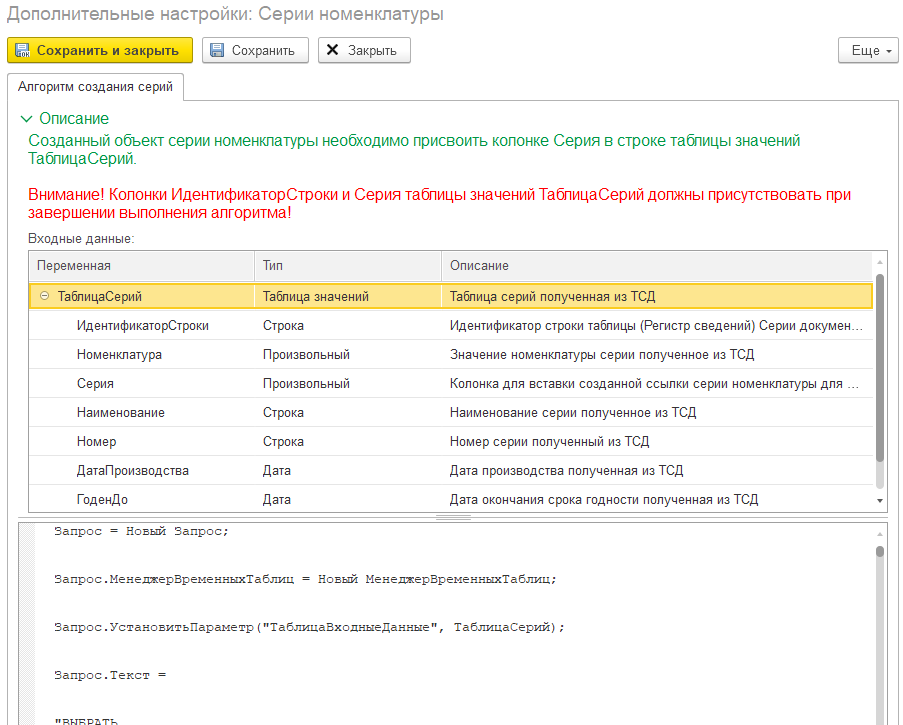 Дополнительные настройки: Серии номенклатуры
Сохранить и закрыть Сохранить Закрыть Еще
Алгоритм создания серий
Описание
Созданный объект серии номенклатуры необходимо присвоить колонке Серия в строке таблицы значений
ТаблицаСерий.
Внимание! Колонки ИдентификаторСтроки и Серия таблицы значений ТаблицаСерий должны присутствовать при
завершении выполнения алгоритма!
Входные данные:
Переменная Тип Описание
ТаблицаСерий Таблица значений Таблица серий полученная из ТСД
ИдентификаторСтроки Строка Идентификатор строки таблицы (Регистр сведений) Серии докумен...
Номенклатура Произвольный Значение номенклатуры серии полученное из ТСД
Серия Произвольный Колонка для вставки созданной ссылки серии номенклатуры для ...
Наименование Строка Наименование серии полученное из ТСД
Номер Строка Номер серии полученный из ТСД
ДатаПроизводства Дата Дата производства полученная из ТСД
ГоденДо Дата Дата окончания срока годности полученная из ТСД
Запрос = Новый Запрос;
Запрос.МенеджерВременныхТаблиц = Новый МенеджерВременныхТаблиц;
Запрос.УстановитьПараметр("ТаблицаВходныеДанные", ТаблицаСерий);
Запрос.Текст =
"ВЫБРАТЬ